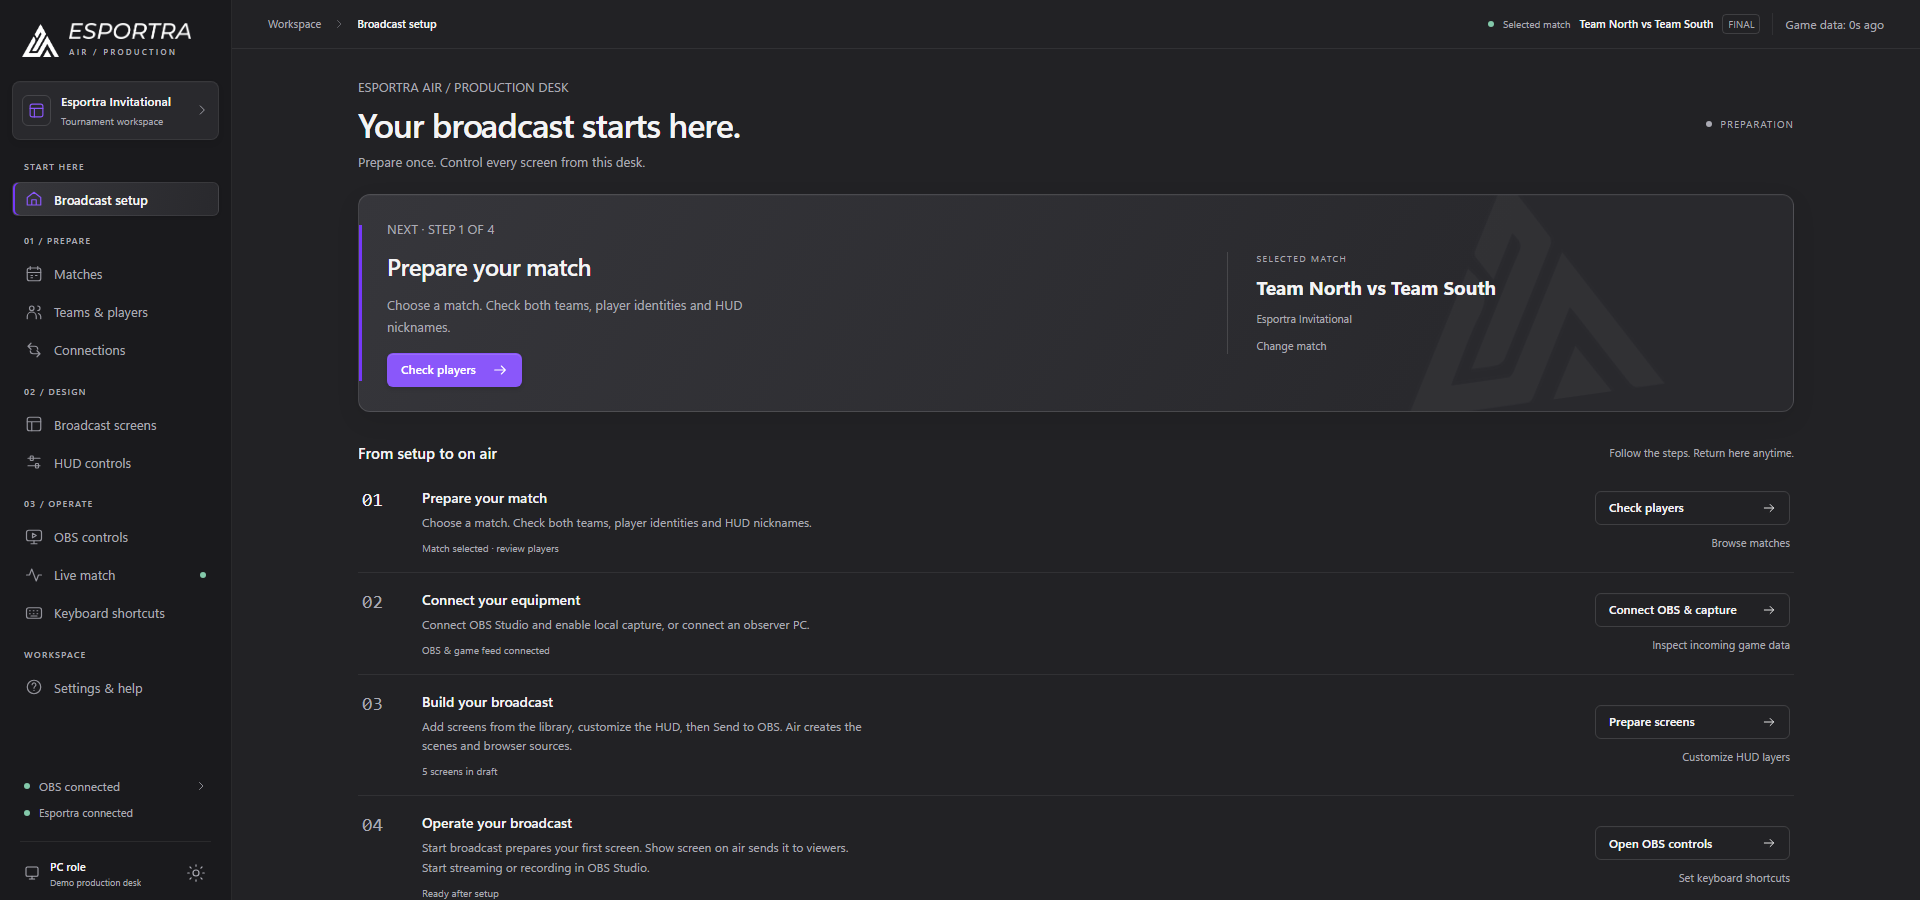 ESPORTRA
AIR / PRODUCTION
Esportra Invitational
Tournament workspace
START HERE
Broadcast setup
01 / PREPARE
Matches
Teams & players
Connections
02 / DESIGN
Broadcast screens
HUD controls
03 / OPERATE
OBS controls
Live match
Keyboard shortcuts
WORKSPACE
Settings & help
OBS connected
Esportra connected
PC role
Demo production desk
Workspace > Broadcast setup
Selected match Team North vs Team South FINAL Game data: 0s ago
ESPORTRA AIR / PRODUCTION DESK
Your broadcast starts here.
Prepare once. Control every screen from this desk.
PREPARATION
NEXT · STEP 1 OF 4
Prepare your match
Choose a match. Check both teams, player identities and HUD
nicknames.
Check players
SELECTED MATCH
Team North vs Team South
Esportra Invitational
Change match
From setup to on air
Follow the steps. Return here anytime.
01
Prepare your match
Choose a match. Check both teams, player identities and HUD nicknames.
Match selected · review players
Check players
Browse matches
02
Connect your equipment
Connect OBS Studio and enable local capture, or connect an observer PC.
OBS & game feed connected
Connect OBS & capture
Inspect incoming game data
03
Build your broadcast
Add screens from the library, customize the HUD, then Send to OBS. Air creates the
scenes and browser sources.
5 screens in draft
Prepare screens
Customize HUD layers
04
Operate your broadcast
Start broadcast prepares your first screen. Show screen on air sends it to viewers.
Start streaming or recording in OBS Studio.
Ready after setup
Open OBS controls
Set keyboard shortcuts